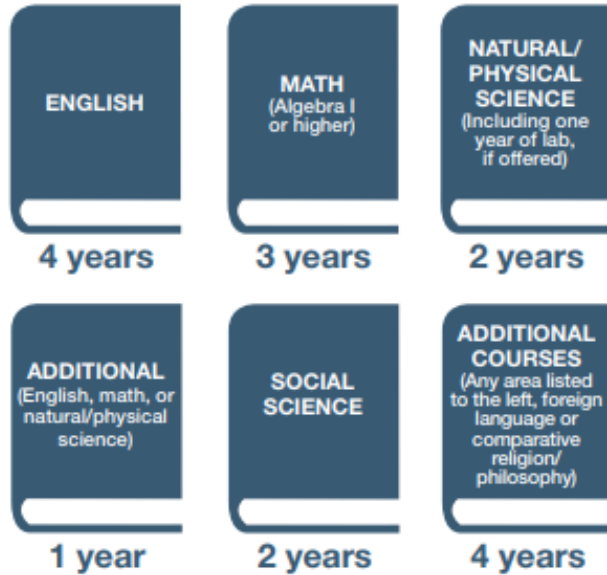 ENGLISH
4 years
MATH
(Algebra I
or higher)
3 years
NATURAL/
PHYSICAL
SCIENCE
(Including one
year of lab,
if offered)
2 years
ADDITIONAL
(English, math, or
natural/physical
science)
1 year
SOCIAL
SCIENCE
2 years
ADDITIONAL
COURSES
(Any area listed
to the left, foreign
language or
comparative
religion/
philosophy)
4 years